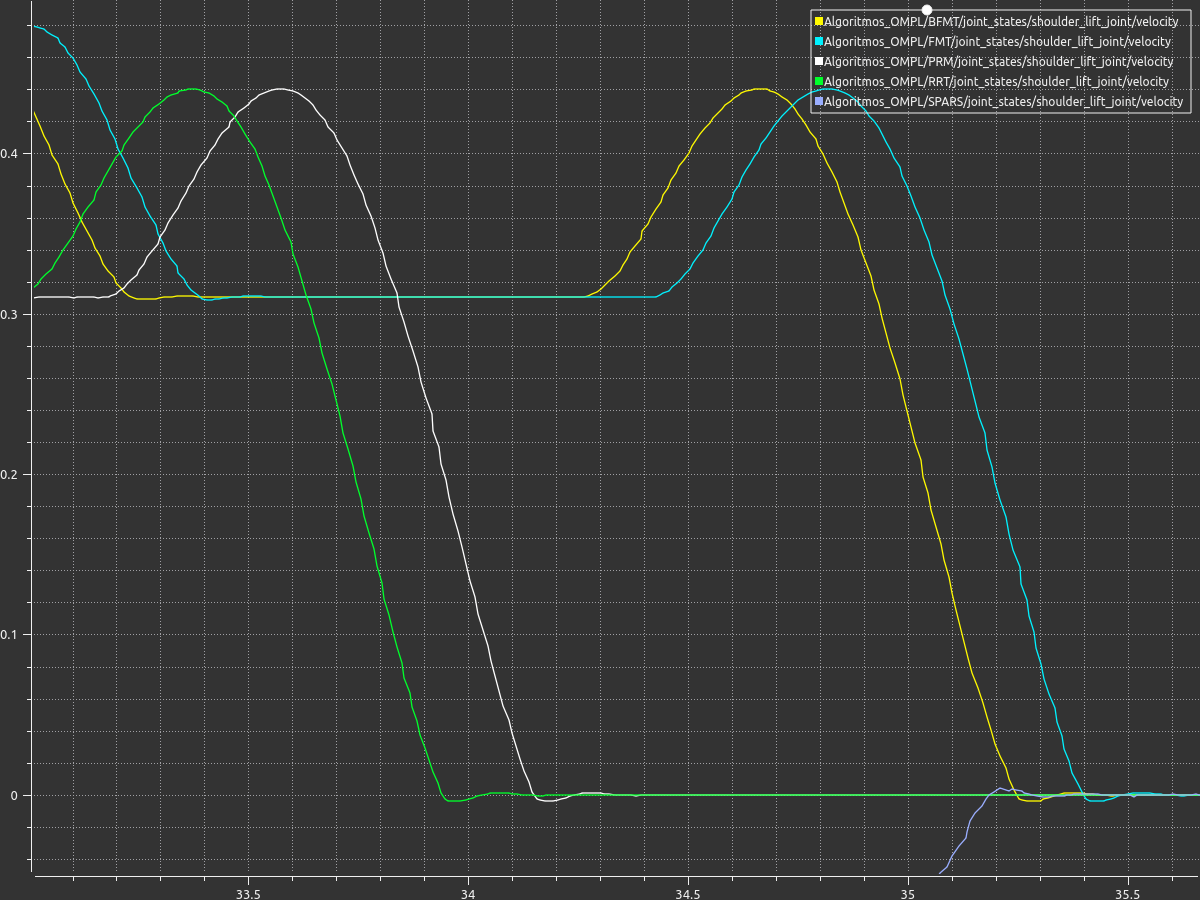 Algoritmos_OMPL/BFMT/joint_states/shoulder_lift_joint/velocity
Algoritmos_OMPL/FMT/joint_states/shoulder_lift_joint/velocity
Algoritmos_OMPL/PRM/joint_states/shoulder_lift_joint/velocity
Algoritmos_OMPL/RRT/joint_states/shoulder_lift_joint/velocity
Algoritmos_OMPL/SPARS/joint_states/shoulder_lift_joint/velocity
0.4
0.3
0.2
0.1
0
33.5 34 34.5 35 35.5